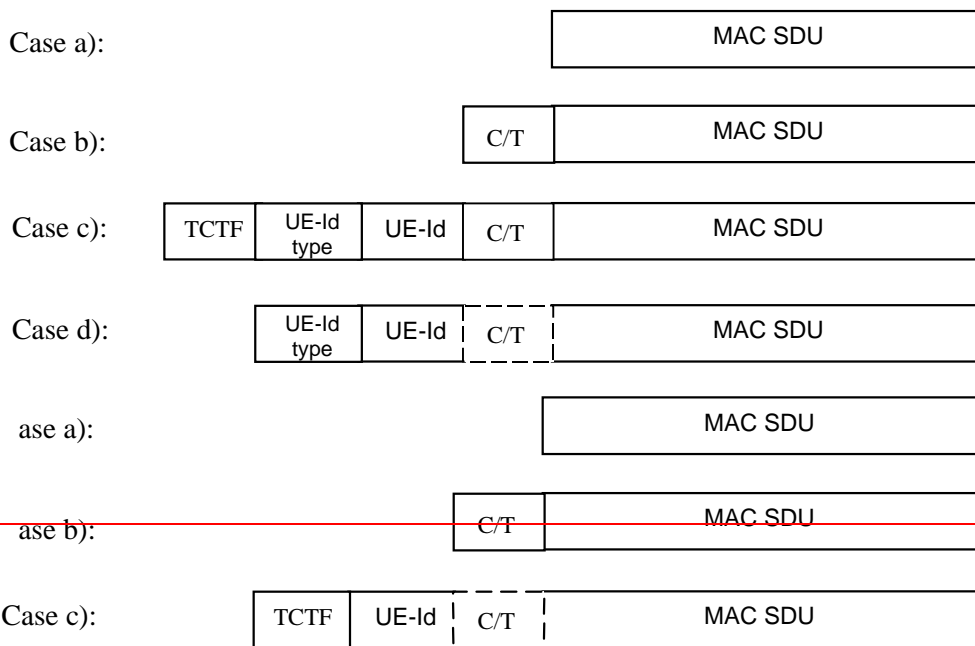 Case a): MAC SDU
Case b): C/T MAC SDU
Case c): TCTF UE-Id type UE-Id C/T MAC SDU
Case d): UE-Id type UE-Id C/T MAC SDU
ase a): MAC SDU
ase b): C/T MAC SDU
Case c): TCTF UE-Id C/T MAC SDU